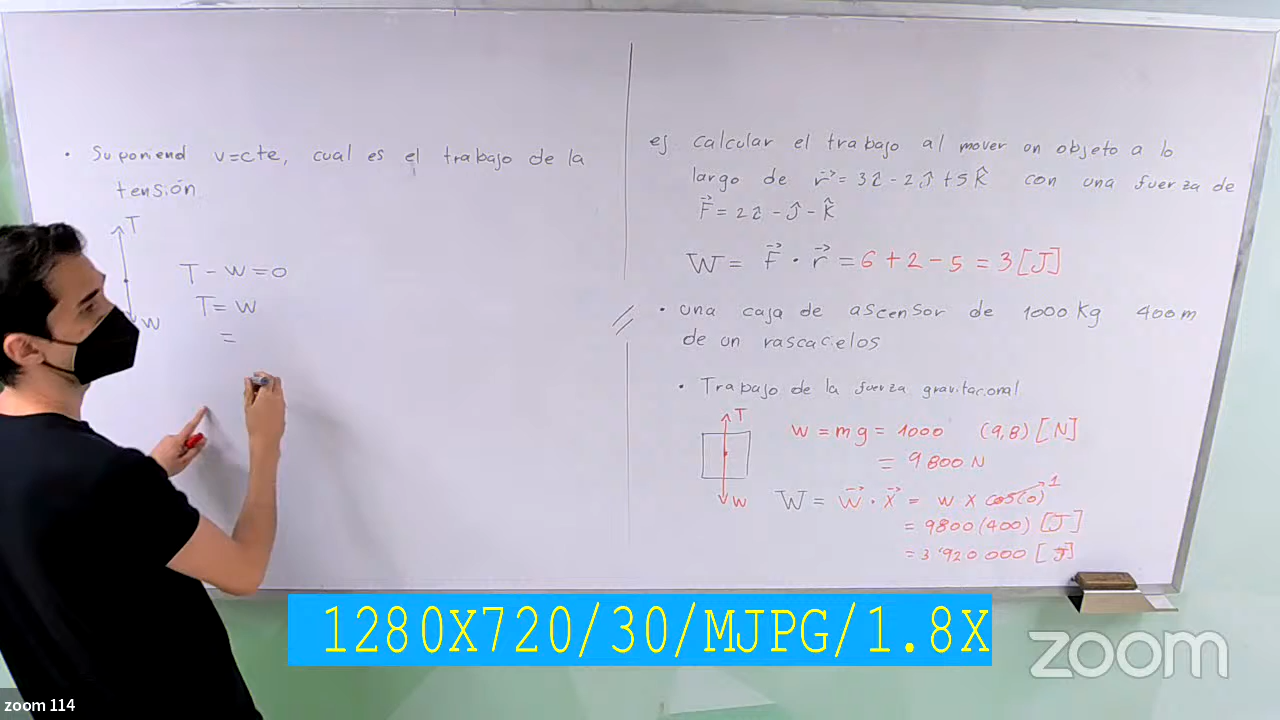 • Suponiend v=cte, cual es el trabajo de la
tensión.
T
T - w = 0
T = w
w
=
ej calcular el trabajo al mover un objeto a lo
largo de r⃗ = 3î - 2ĵ + 5k̂ con una fuerza de
F⃗ = 2î - ĵ - k̂
W = F⃗ · r⃗ = 6 + 2 - 5 = 3 [J]
• una caja de ascensor de 1000 Kg 400m
de un rascacielos
• Trabajo de la fuerza gravitacional
T
w = mg = 1000 (9,8) [N]
= 9800 N
w
W = w⃗ · x⃗ = w x cos(0) 1
= 9800 (400) [J]
= 3'920 000 [J]
1280X720/30/MJPG/1.8X
zoom
zoom 114